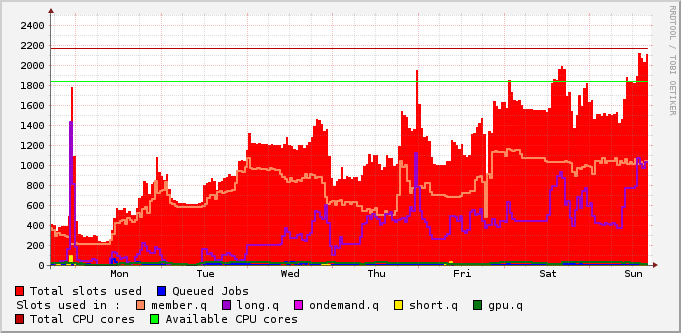 2400
2200
2000
1800
1600
1400
1200
1000
800
600
400
200
0
Mon Tue Wed Thu Fri Sat Sun
RRDTOOL / TOBI OETIKER
Total slots used Queued Jobs
Slots used in : member.q long.q ondemand.q short.q gpu.q
Total CPU cores Available CPU cores